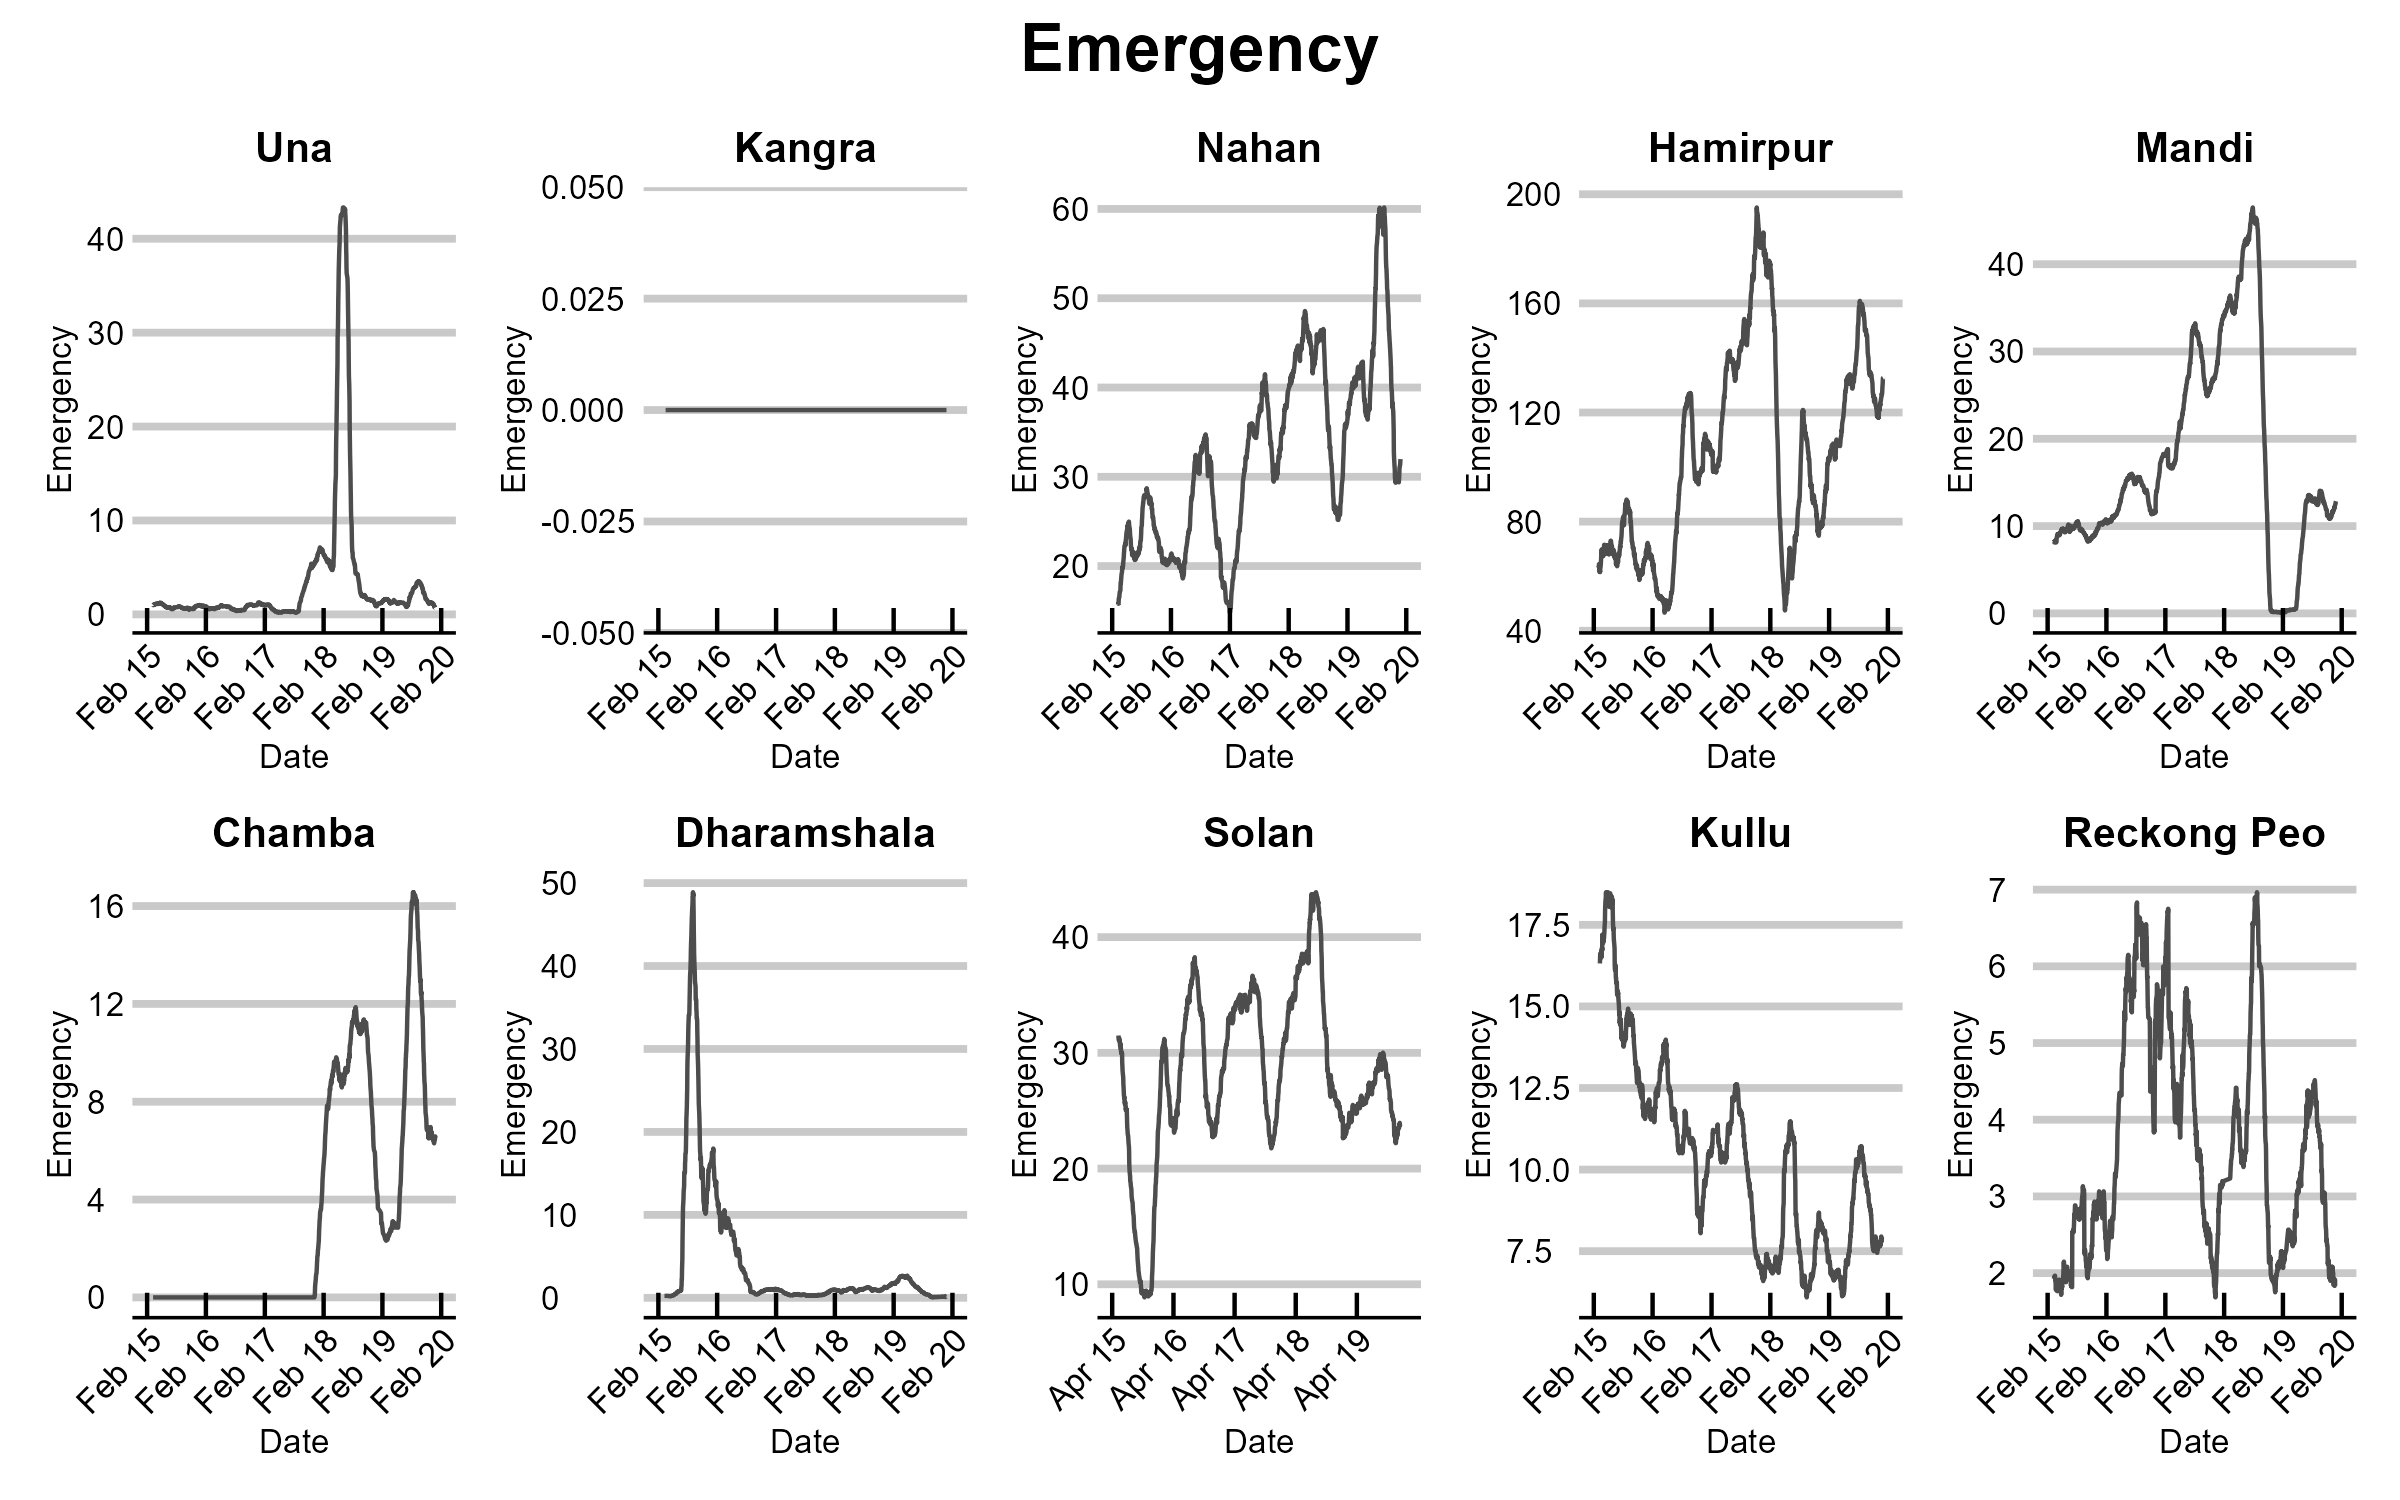 Emergency
Una
Emergency
40
30
20
10
0
Feb 15
Feb 16
Feb 17
Feb 18
Feb 19
Feb 20
Date
Kangra
Emergency
0.050
0.025
0.000
-0.025
-0.050
Feb 15
Feb 16
Feb 17
Feb 18
Feb 19
Feb 20
Date
Nahan
Emergency
60
50
40
30
20
Feb 15
Feb 16
Feb 17
Feb 18
Feb 19
Feb 20
Date
Hamirpur
Emergency
200
160
120
80
40
Feb 15
Feb 16
Feb 17
Feb 18
Feb 19
Feb 20
Date
Mandi
Emergency
40
30
20
10
0
Feb 15
Feb 16
Feb 17
Feb 18
Feb 19
Feb 20
Date
Chamba
Emergency
16
12
8
4
0
Feb 15
Feb 16
Feb 17
Feb 18
Feb 19
Feb 20
Date
Dharamshala
Emergency
50
40
30
20
10
0
Feb 15
Feb 16
Feb 17
Feb 18
Feb 19
Feb 20
Date
Solan
Emergency
40
30
20
10
Apr 15
Apr 16
Apr 17
Apr 18
Apr 19
Date
Kullu
Emergency
17.5
15.0
12.5
10.0
7.5
Feb 15
Feb 16
Feb 17
Feb 18
Feb 19
Feb 20
Date
Reckong Peo
Emergency
7
6
5
4
3
2
Feb 15
Feb 16
Feb 17
Feb 18
Feb 19
Feb 20
Date